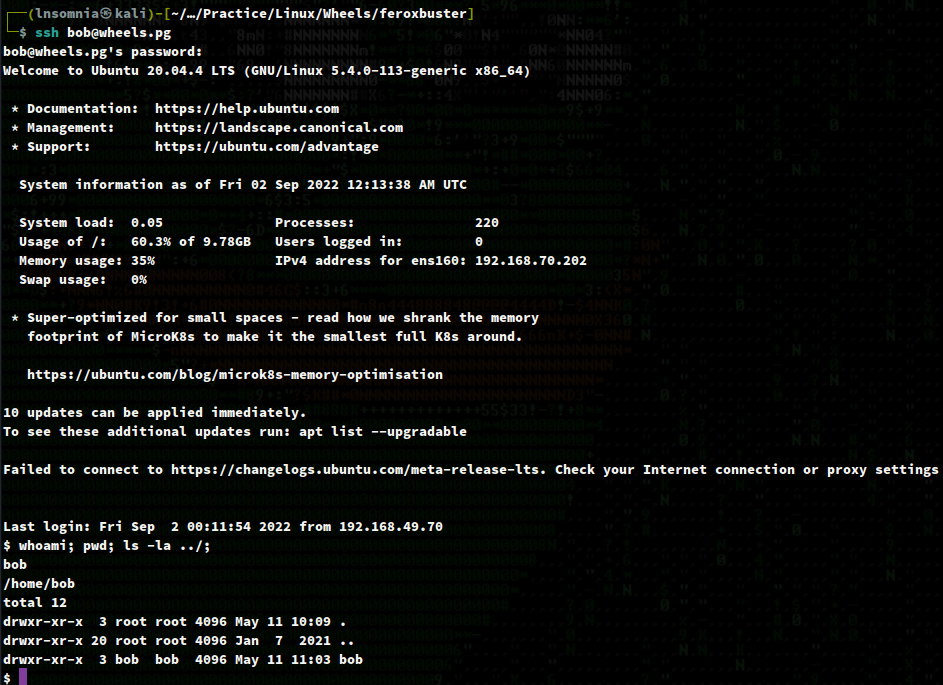 ┌──(lnsomnia㉿kali)-[~/…/Practice/Linux/Wheels/feroxbuster]
└─$ ssh bob@wheels.pg
bob@wheels.pg's password:
Welcome to Ubuntu 20.04.4 LTS (GNU/Linux 5.4.0-113-generic x86_64)

 * Documentation:  https://help.ubuntu.com
 * Management:     https://landscape.canonical.com
 * Support:        https://ubuntu.com/advantage

  System information as of Fri 02 Sep 2022 12:13:38 AM UTC

  System load:  0.05              Processes:               220
  Usage of /:   60.3% of 9.78GB   Users logged in:         0
  Memory usage: 35%               IPv4 address for ens160: 192.168.70.202
  Swap usage:   0%

 * Super-optimized for small spaces - read how we shrank the memory
   footprint of MicroK8s to make it the smallest full K8s around.

   https://ubuntu.com/blog/microk8s-memory-optimisation

10 updates can be applied immediately.
To see these additional updates run: apt list --upgradable

Failed to connect to https://changelogs.ubuntu.com/meta-release-lts. Check your Internet connection or proxy settings


Last login: Fri Sep  2 00:11:54 2022 from 192.168.49.70
$ whoami; pwd; ls -la ../;
bob
/home/bob
total 12
drwxr-xr-x  3 root root 4096 May 11 10:09 .
drwxr-xr-x 20 root root 4096 Jan  7  2021 ..
drwxr-xr-x  3 bob  bob  4096 May 11 11:03 bob
$